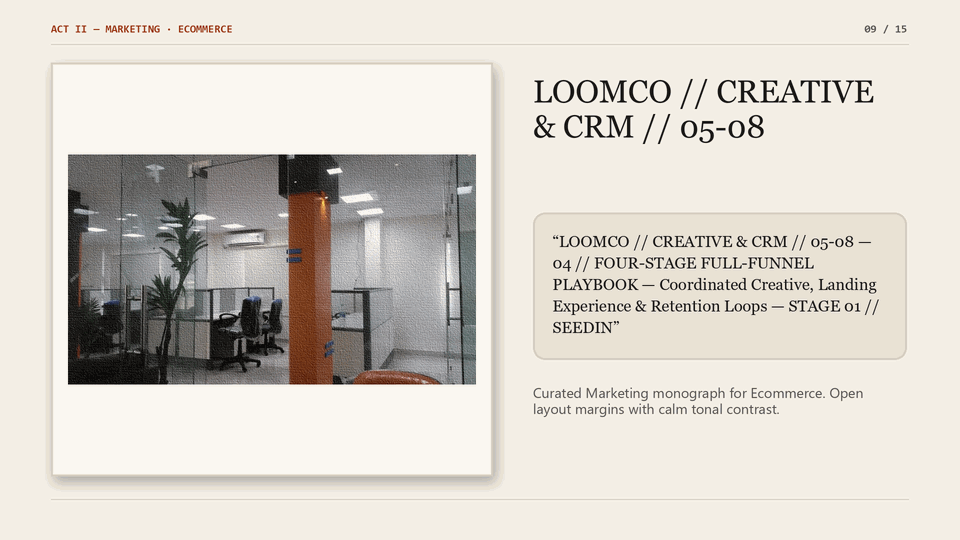 ACT II — MARKETING · ECOMMERCE
09 / 15
LOOMCO // CREATIVE
& CRM // 05-08
“LOOMCO // CREATIVE & CRM // 05-08 —
04 // FOUR-STAGE FULL-FUNNEL
PLAYBOOK — Coordinated Creative, Landing
Experience & Retention Loops — STAGE 01 //
SEEDIN”
Curated Marketing monograph for Ecommerce. Open
layout margins with calm tonal contrast.